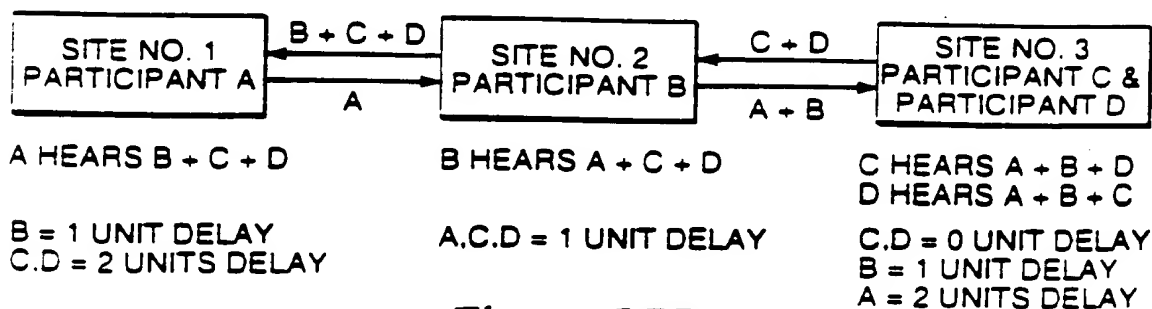 B + C + D
SITE NO. 1
PARTICIPANT A
A
SITE NO. 2
PARTICIPANT B
C + D
A + B
SITE NO. 3
PARTICIPANT C &
PARTICIPANT D
A HEARS B + C + D
B = 1 UNIT DELAY
C.D = 2 UNITS DELAY
B HEARS A + C + D
A.C.D = 1 UNIT DELAY
C HEARS A + B + D
D HEARS A + B + C
C.D = 0 UNIT DELAY
B = 1 UNIT DELAY
A = 2 UNITS DELAY